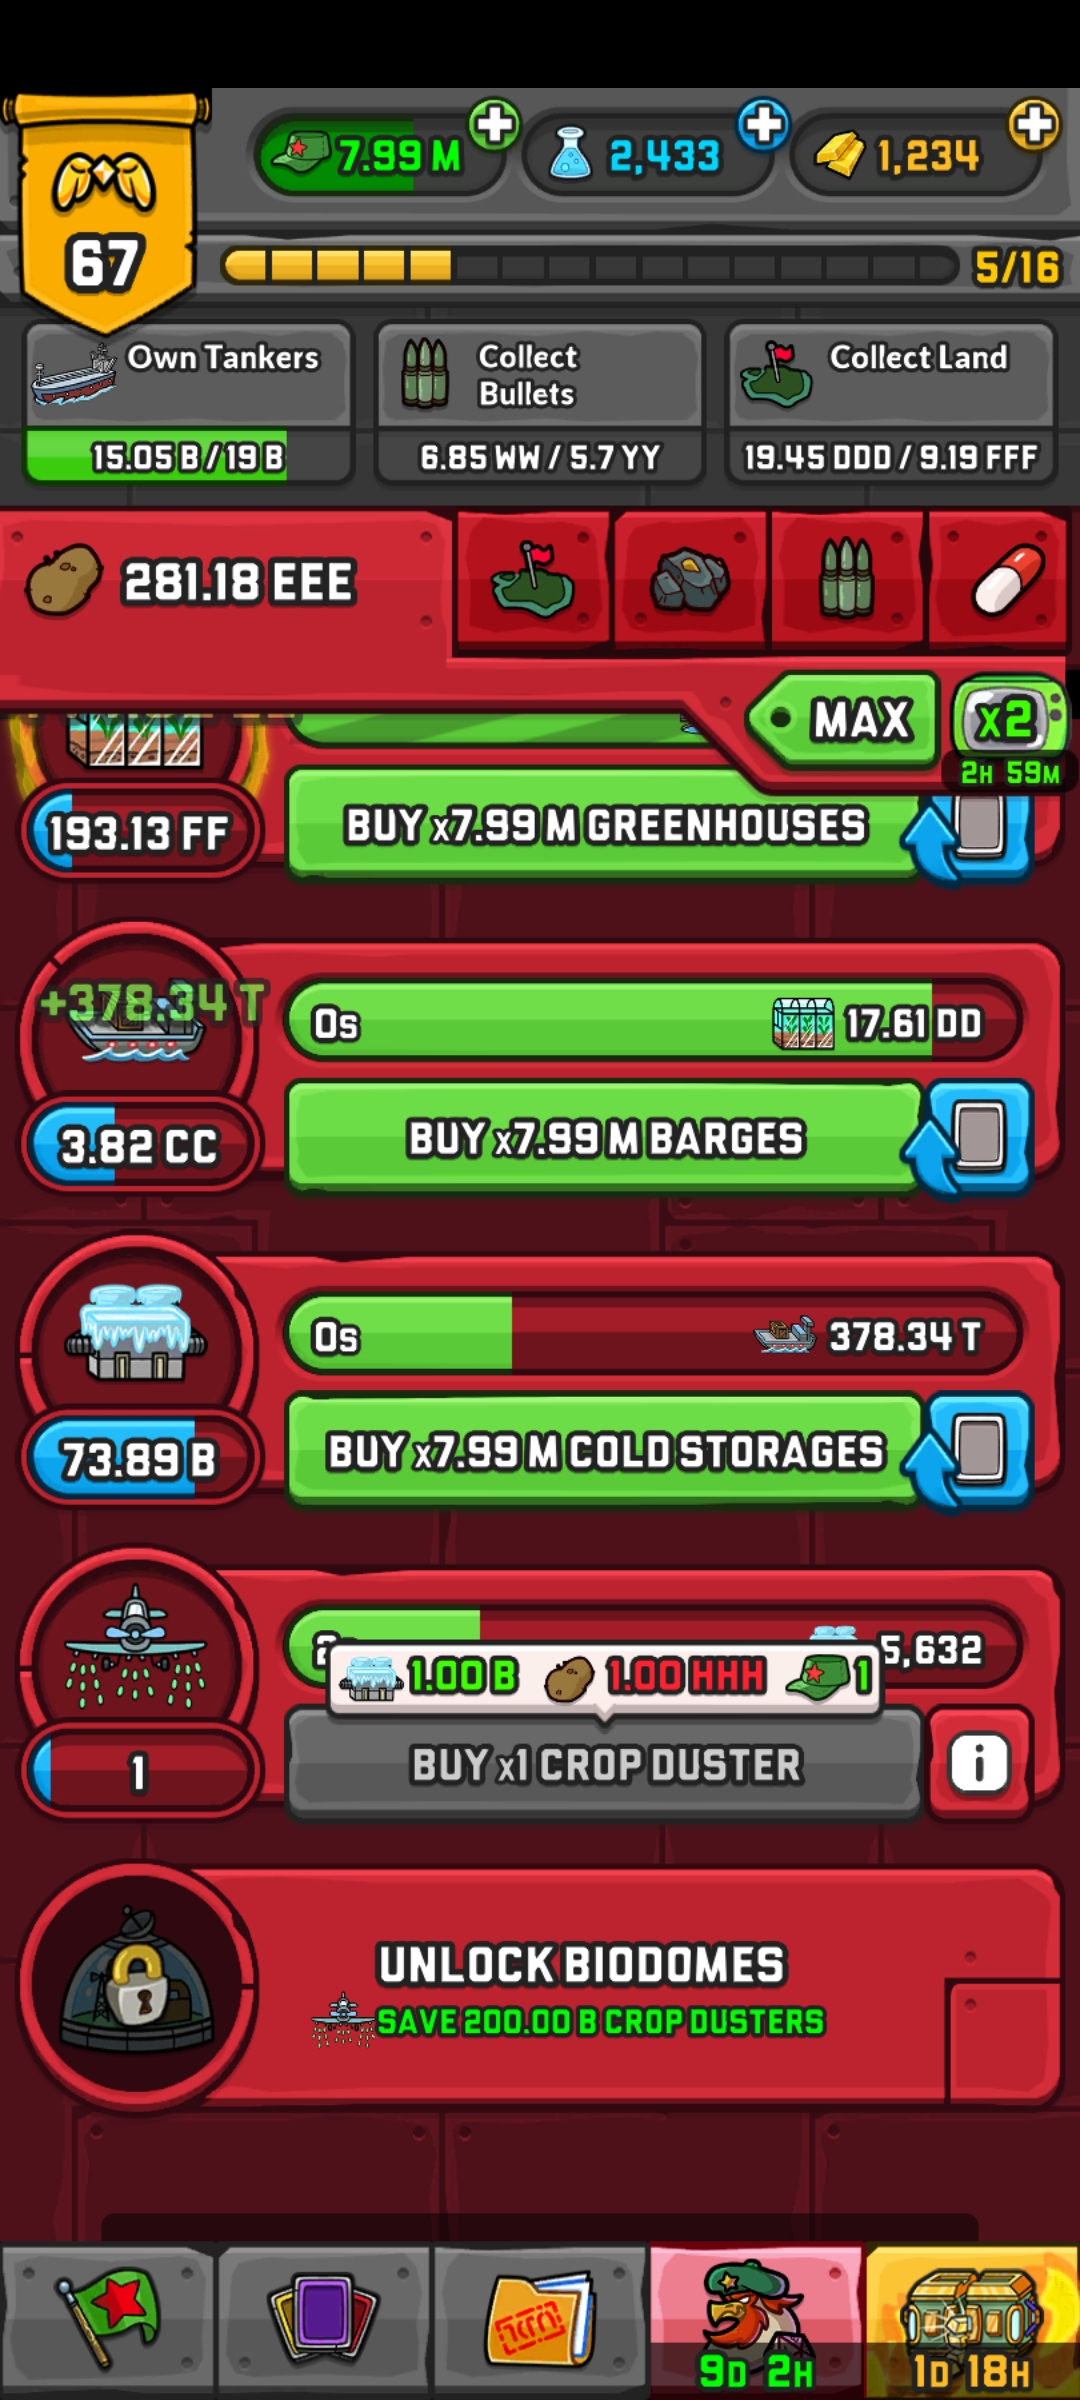 7.99 M
2,433
1,234
67
5/16
Own Tankers
15.05 B / 19 B
Collect
Bullets
6.85 WW / 5.7 YY
Collect Land
19.45 DDD / 9.19 FFF
281.18 EEE
MAX
x2
2H 59M
193.13 FF
BUY x7.99 M GREENHOUSES
+378.34 T
0s
17.61 DD
3.82 CC
BUY x7.99 M BARGES
0s
378.34 T
73.89 B
BUY x7.99 M COLD STORAGES
5,632
1.00 B
1.00 HHH
1
1
BUY x1 CROP DUSTER
i
UNLOCK BIODOMES
SAVE 200.00 B CROP DUSTERS
9D 2H
1D 18H